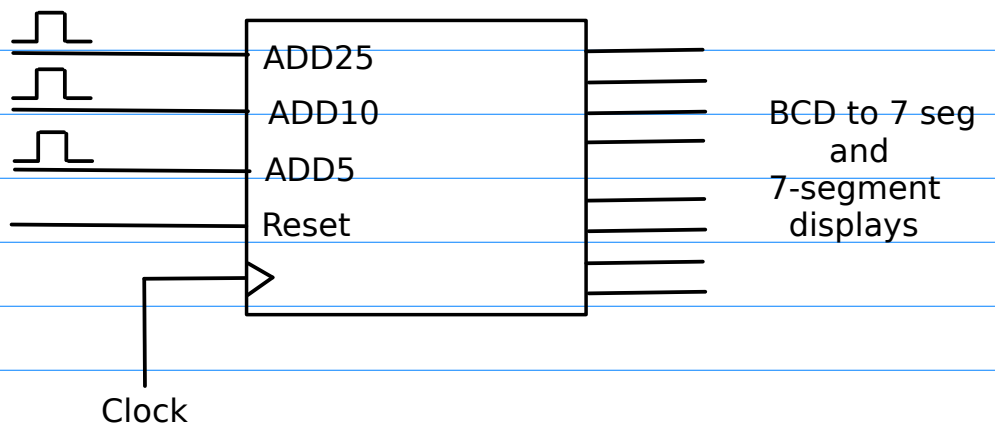 ADD25
ADD10
ADD5
Reset
Clock
BCD to 7 seg
and
7-segment
displays